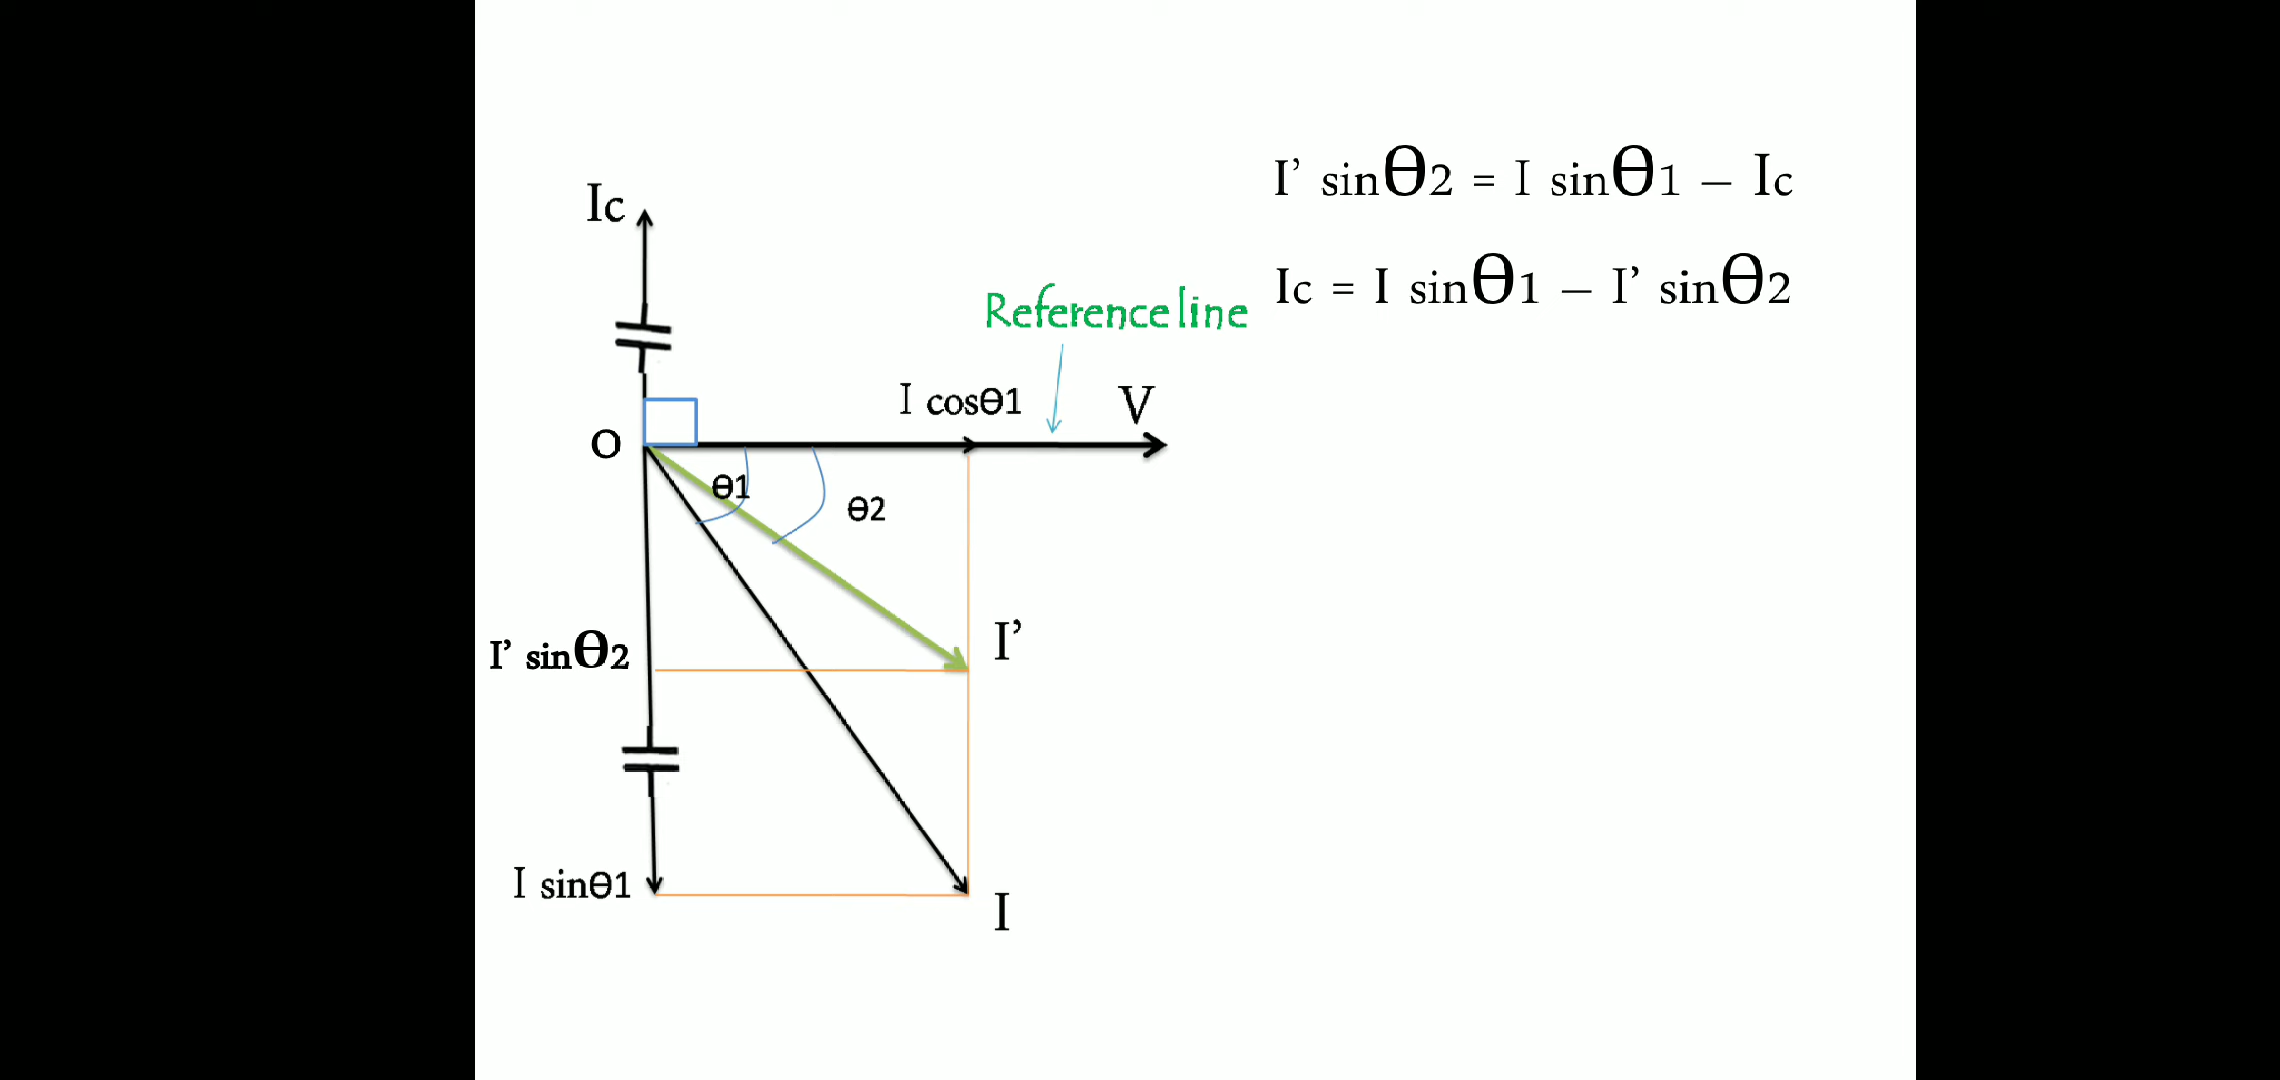 I’ sinθ2 = I sinθ1 – Ic
Ic
Ic = I sinθ1 – I’ sinθ2
Reference line
I cosθ1
V
O
θ1
θ2
I’
I’ sinθ2
I sinθ1
I